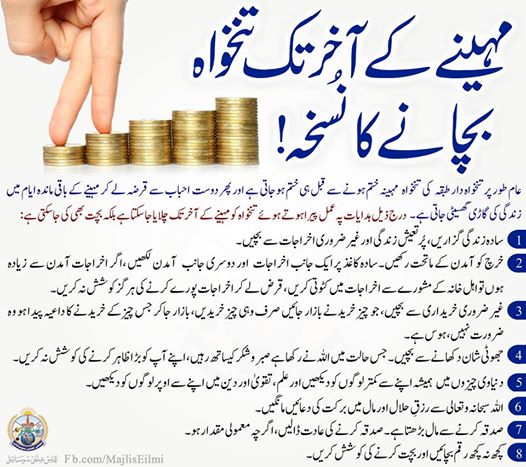 مہینے کے آخر تک تنخواہ
بچانے کا نُسخہ!
عام طور پر تنخواہ دار طبقہ کی تنخواہ مہینہ ختم ہونے سے قبل ہی ختم ہو جاتی ہے اور پھر دوست احباب سے قرضہ لے کر مہینے کے باقی ماندہ ایام میں
زندگی کی گاڑی گھسیٹی جاتی ہے۔ درج ذیل ہدایات پہ عمل پیرا ہوتے ہوئے تنخواہ کو مہینے کے آخر تک چلایا جا سکتا ہے بلکہ بچت بھی کی جا سکتی ہے:
1 سادہ زندگی گزاریں، پُر تعیش زندگی اور غیر ضروری اخراجات سے بچیں۔
2 خرچ کو آمدن کے ماتحت رکھیں۔ سادہ کاغذ پر ایک جانب اخراجات اور دوسری جانب آمدن لکھیں، اگر اخراجات آمدن سے زیادہ
ہوں تو اہل خانہ کے مشورے سے اخراجات میں کٹوتی کریں، قرض لے کر اخراجات پورے کرنے کی ہرگز کوشش نہ کریں۔
3 غیر ضروری خریداری سے بچیں، جو چیز خریدنے بازار جائیں صرف وہی چیز خریدیں، بازار جا کر جس چیز کے خریدنے کا داعیہ پیدا ہو وہ
ضرورت نہیں، ہوس ہے۔
4 جھوٹی شان دکھانے سے بچیں۔ جس حالت میں اللہ نے رکھا ہے صبر و شکر کیساتھ رہیں، اپنے آپ کو بڑا ظاہر کرنے کی کوشش نہ کریں۔
5 دنیاوی چیزوں میں ہمیشہ اپنے سے کمتر لوگوں کو دیکھیں اور علم، تقویٰ اور دین میں اپنے سے اوپر لوگوں کو دیکھیں۔
6 اللہ سبحانہ وتعالی سے رزقِ حلال اور مال میں برکت کی دعائیں مانگیں۔
7 صدقہ کرنے سے مال بڑھتا ہے۔ صدقہ کرنے کی عادت ڈالیں، اگرچہ معمولی مقدار ہو۔
8 کچھ نہ کچھ رقم بچائیں اور بچت کرنے کی کوشش کریں۔
Fb.com/MajlisEilmi